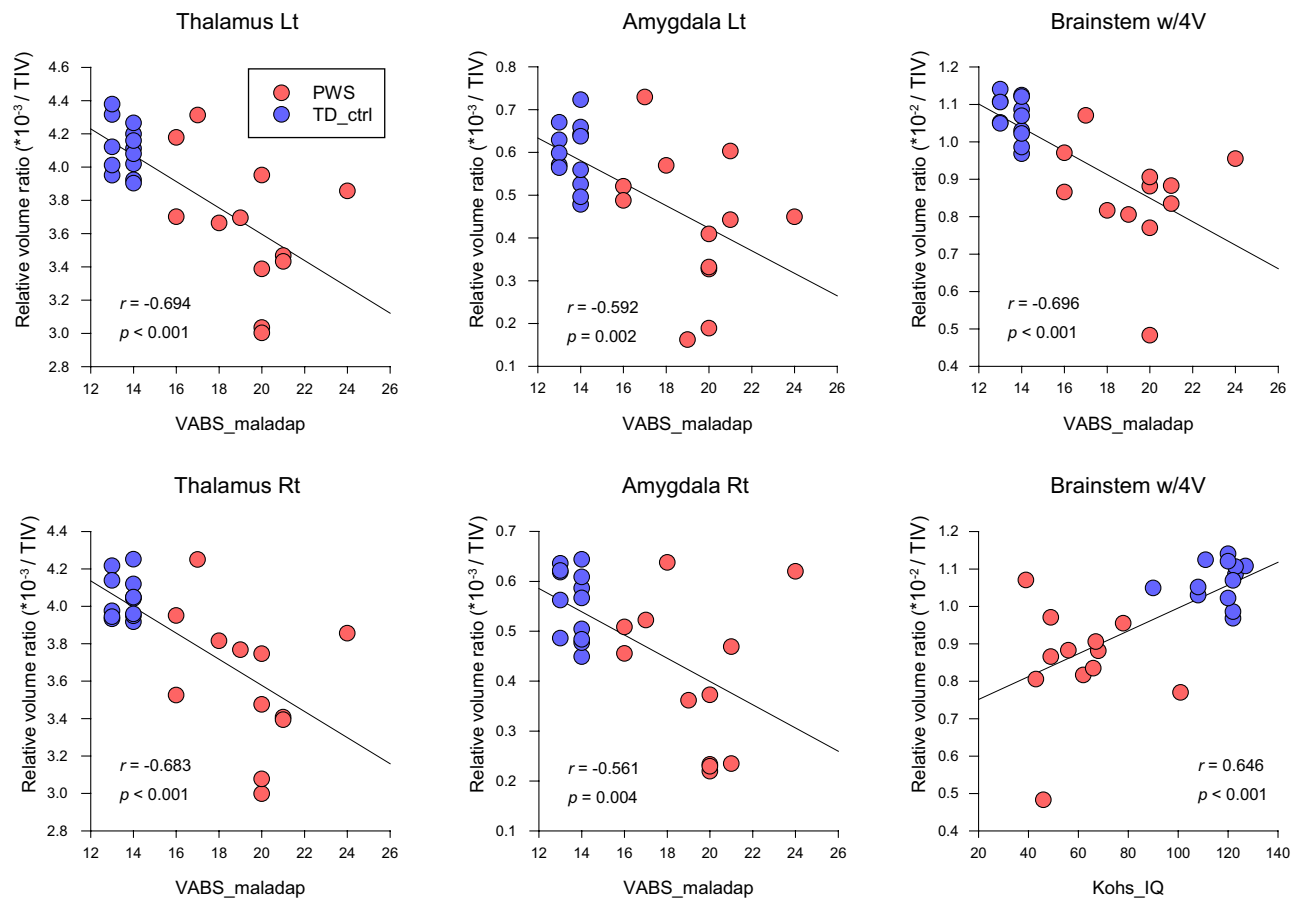 Thalamus Lt
Relative volume ratio (*10⁻³ / TIV)
4.6
4.4
4.2
4.0
3.8
3.6
3.4
3.2
3.0
2.8
PWS
TD_ctrl
r = -0.694
p < 0.001
12 14 16 18 20 22 24 26
VABS_maladap
Amygdala Lt
Relative volume ratio (*10⁻³ / TIV)
0.8
0.7
0.6
0.5
0.4
0.3
0.2
0.1
r = -0.592
p = 0.002
12 14 16 18 20 22 24 26
VABS_maladap
Brainstem w/4V
Relative volume ratio (*10⁻² / TIV)
1.2
1.1
1.0
0.9
0.8
0.7
0.6
0.5
0.4
r = -0.696
p < 0.001
12 14 16 18 20 22 24 26
VABS_maladap
Thalamus Rt
Relative volume ratio (*10⁻³ / TIV)
4.4
4.2
4.0
3.8
3.6
3.4
3.2
3.0
2.8
r = -0.683
p < 0.001
12 14 16 18 20 22 24 26
VABS_maladap
Amygdala Rt
Relative volume ratio (*10⁻³ / TIV)
0.7
0.6
0.5
0.4
0.3
0.2
0.1
r = -0.561
p = 0.004
12 14 16 18 20 22 24 26
VABS_maladap
Brainstem w/4V
Relative volume ratio (*10⁻² / TIV)
1.2
1.1
1.0
0.9
0.8
0.7
0.6
0.5
0.4
r = 0.646
p < 0.001
20 40 60 80 100 120 140
Kohs_IQ